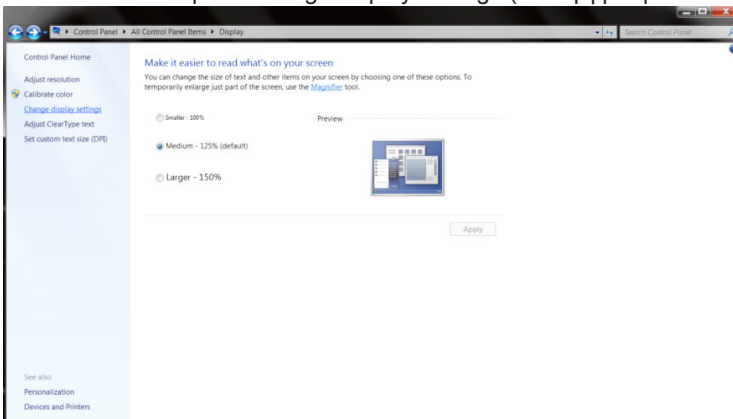 Control Panel ▸ All Control Panel Items ▸ Display
Search Control Panel
Control Panel Home
Adjust resolution
Calibrate color
Change display settings
Adjust ClearType text
Set custom text size (DPI)
Make it easier to read what's on your screen
You can change the size of text and other items on your screen by choosing one of these options. To
temporarily enlarge just part of the screen, use the Magnifier tool.
Smaller - 100%
Preview
Medium - 125% (default)
Larger - 150%
Apply
See also
Personalization
Devices and Printers